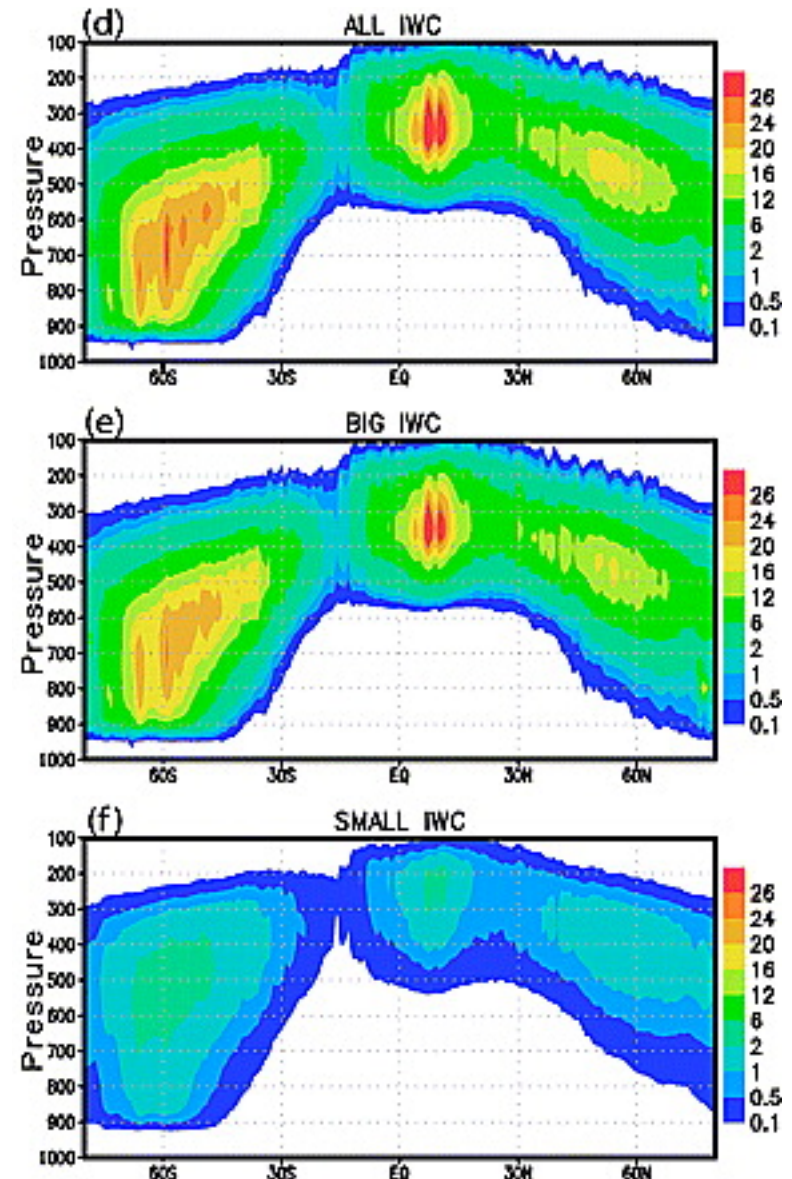 (d)
ALL IWC
Pressure
100
200
300
400
500
600
700
800
900
1000
60S
30S
EQ
30N
60N
26
24
20
16
12
6
2
1
0.5
0.1
(e)
BIG IWC
Pressure
100
200
300
400
500
600
700
800
900
1000
60S
30S
EQ
30N
60N
26
24
20
16
12
6
2
1
0.5
0.1
(f)
SMALL IWC
Pressure
100
200
300
400
500
600
700
800
900
1000
60S
30S
EQ
30N
60N
26
24
20
16
12
6
2
1
0.5
0.1